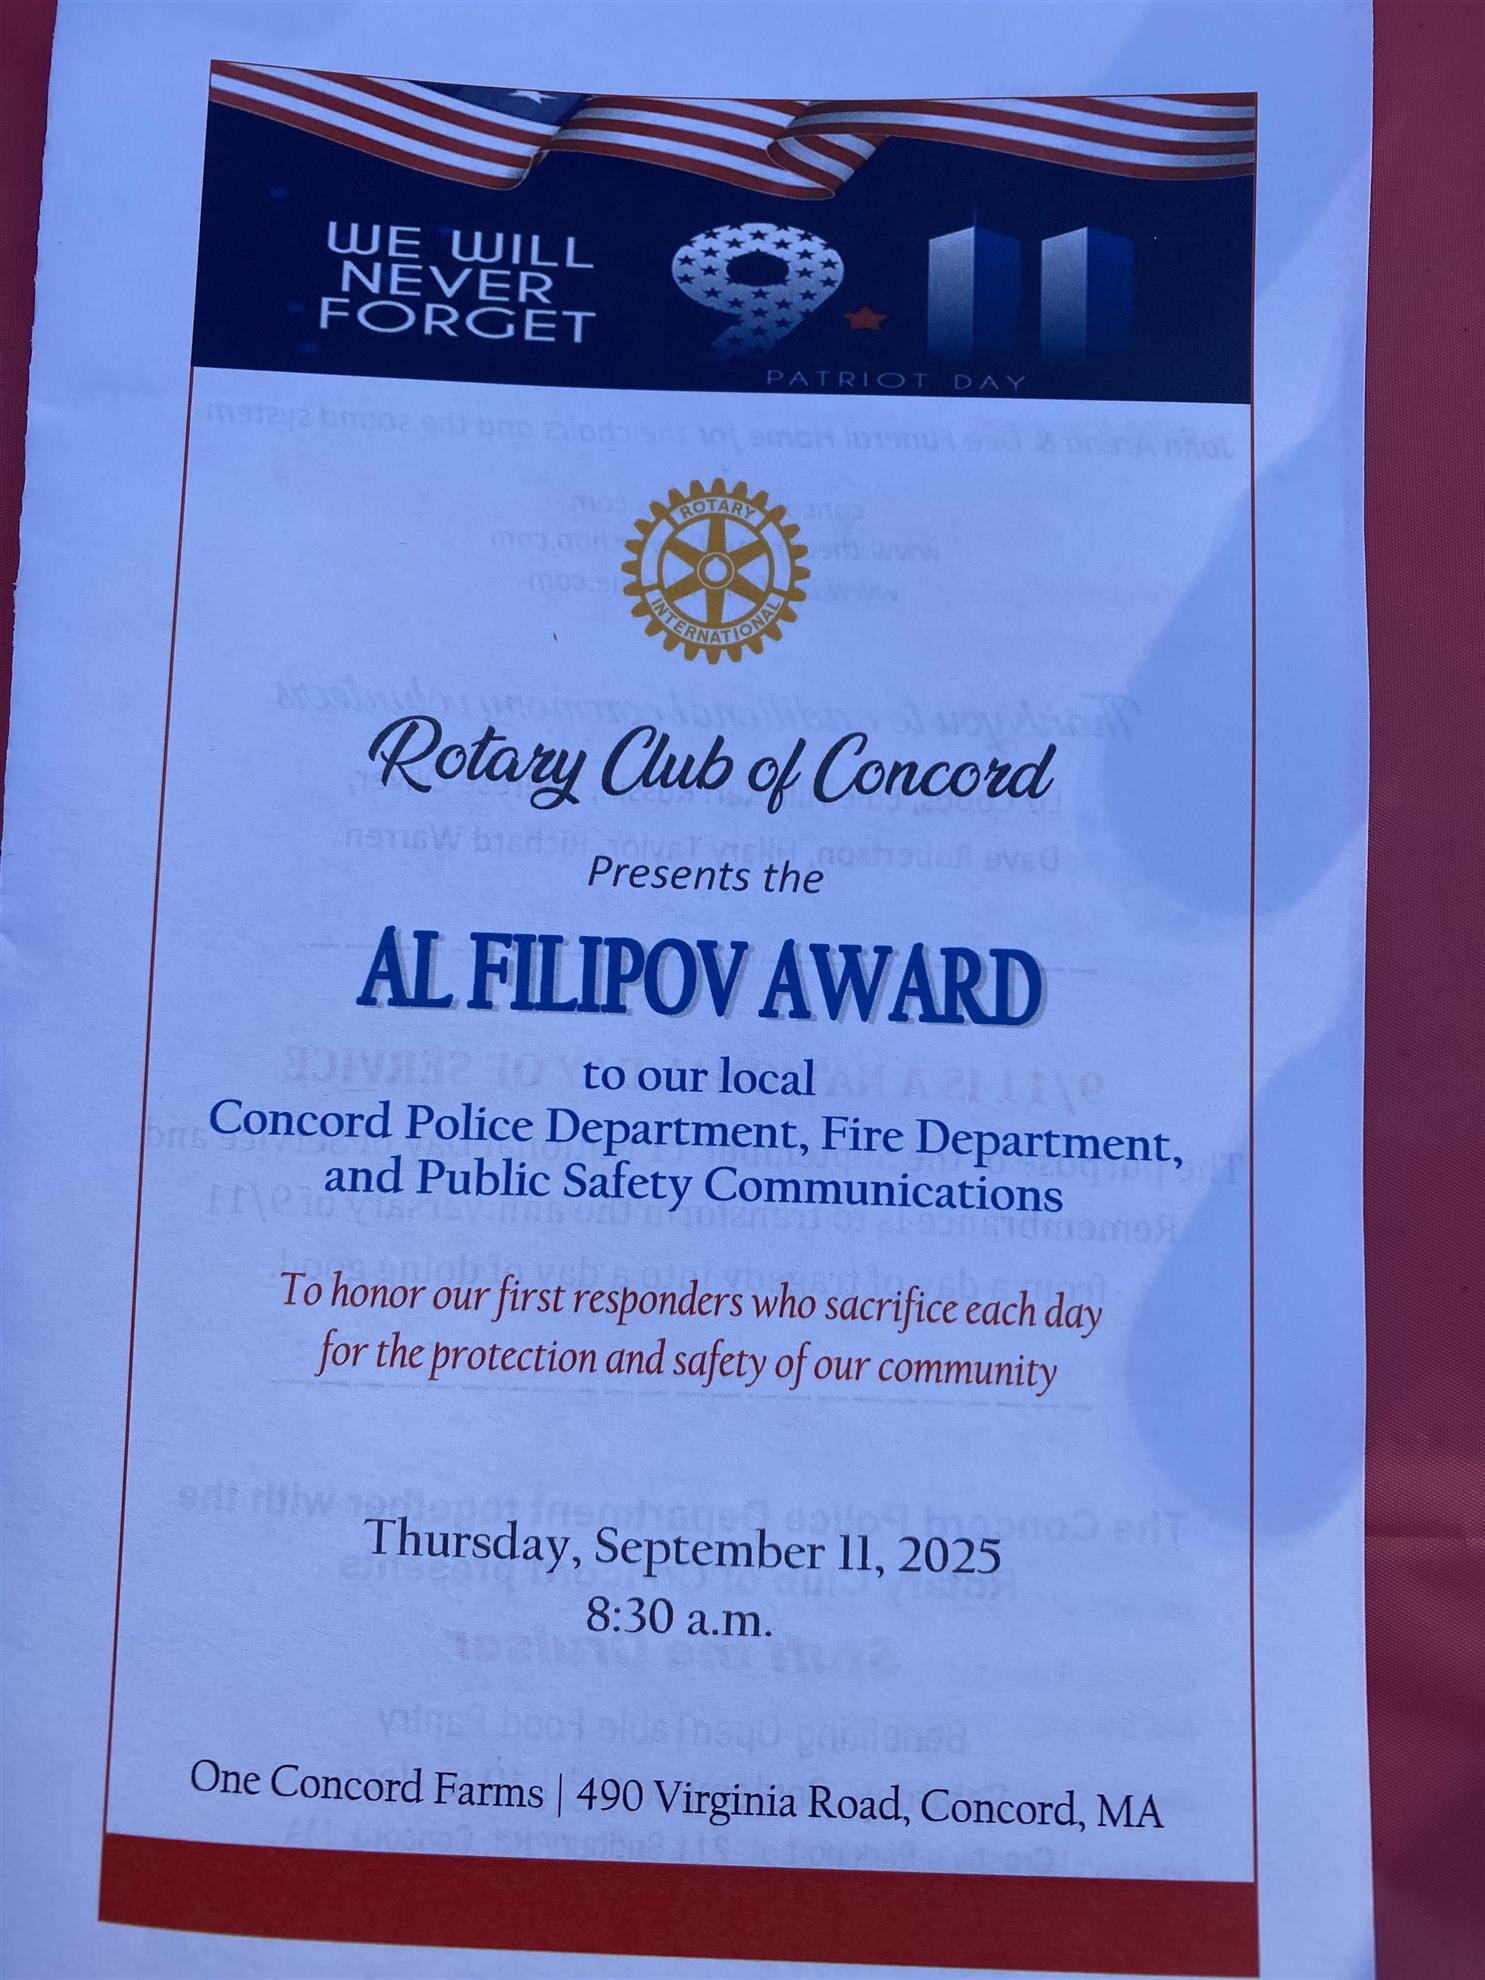 WE WILL
NEVER
FORGET
9.11
PATRIOT DAY
ROTARY
INTERNATIONAL
Rotary Club of Concord
Presents the
AL FILIPOV AWARD
to our local
Concord Police Department, Fire Department,
and Public Safety Communications
To honor our first responders who sacrifice each day
for the protection and safety of our community
Thursday, September 11, 2025
8:30 a.m.
One Concord Farms | 490 Virginia Road, Concord, MA